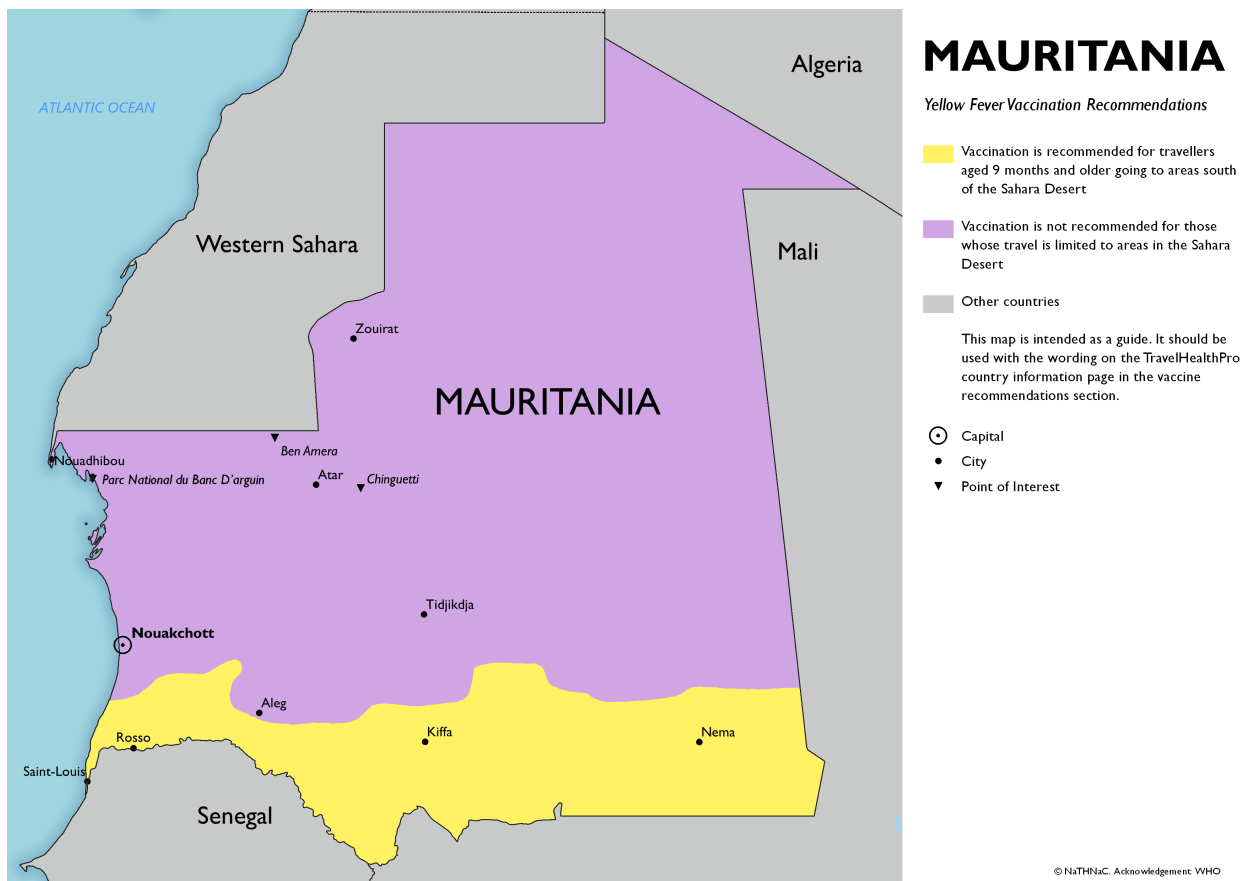 ATLANTIC OCEAN
Algeria
Western Sahara
Mali
Zouirat
MAURITANIA
Ben Amera
Nouadhibou
Parc National du Banc D'arguin
Atar
Chinguetti
Tidjikdja
Nouakchott
Aleg
Rosso
Kiffa
Nema
Saint-Louis
Senegal
MAURITANIA
Yellow Fever Vaccination Recommendations
Vaccination is recommended for travellers
aged 9 months and older going to areas south
of the Sahara Desert
Vaccination is not recommended for those
whose travel is limited to areas in the Sahara
Desert
Other countries
This map is intended as a guide. It should be
used with the wording on the TravelHealthPro
country information page in the vaccine
recommendations section.
Capital
City
Point of Interest
© NaTHNaC. Acknowledgement: WHO